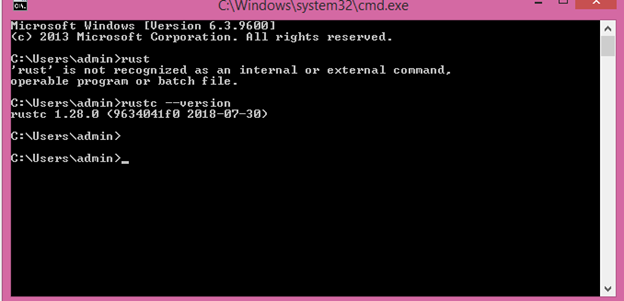 C:\Windows\system32\cmd.exe
Microsoft Windows [Version 6.3.9600]
(c) 2013 Microsoft Corporation. All rights reserved.
C:\Users\admin>rust
'rust' is not recognized as an internal or external command,
operable program or batch file.
C:\Users\admin>rustc --version
rustc 1.28.0 (9634041f0 2018-07-30)
C:\Users\admin>
C:\Users\admin>_